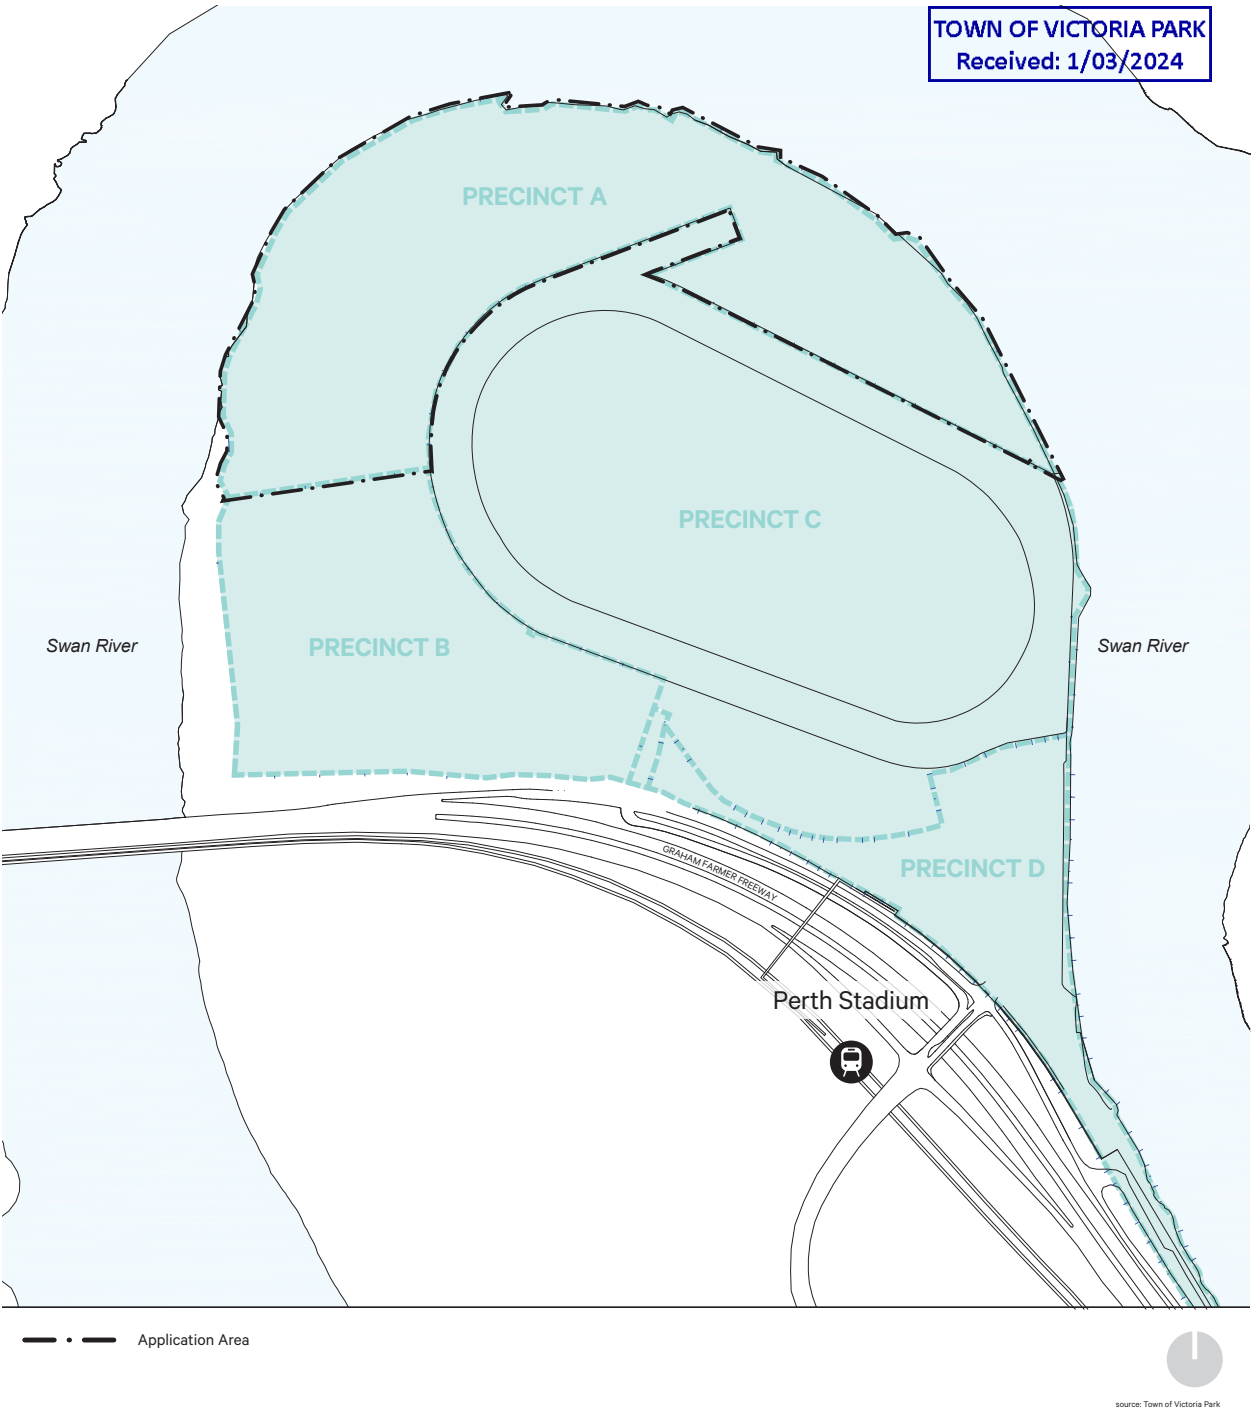 TOWN OF VICTORIA PARK
Received: 1/03/2024
PRECINCT A
PRECINCT C
Swan River
PRECINCT B
Swan River
GRAHAM FARMER FREEWAY
PRECINCT D
Perth Stadium
Application Area
source: Town of Victoria Park